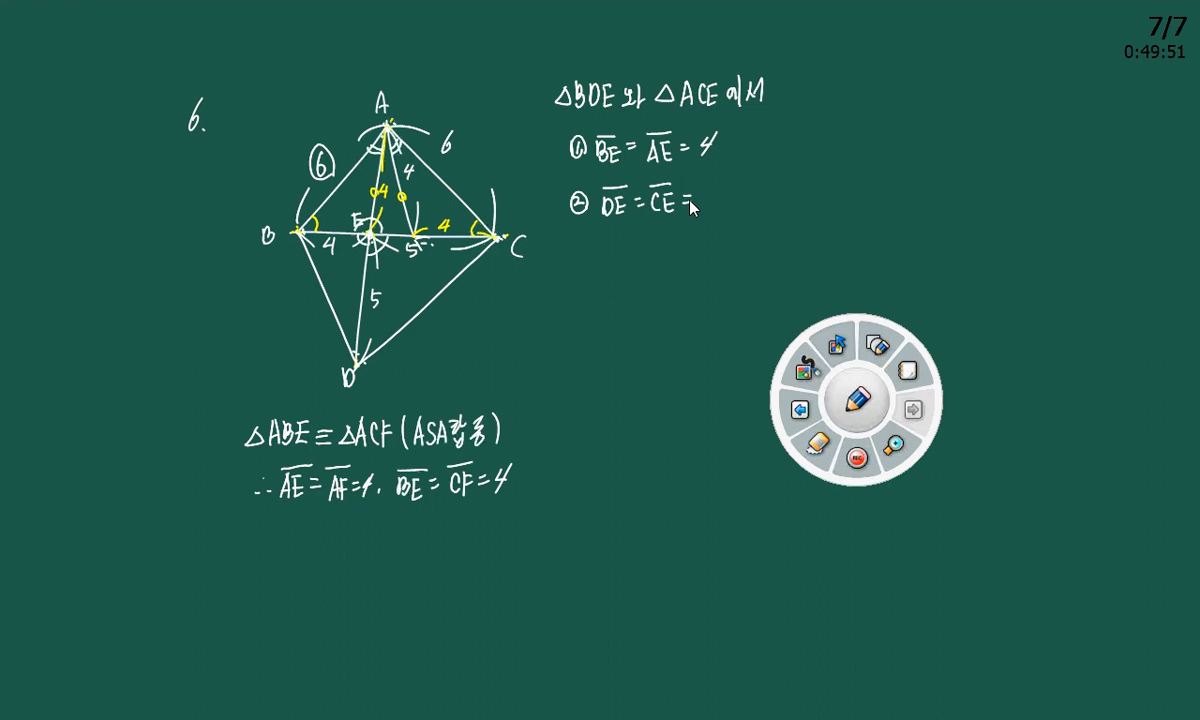 7/7
0:49:51
6.
A
6
6
4
4
B
E
4
C
4
5
F
5
D
△BDE와 △ACE에서
① BE = AE = 4
② DE = CE =
△ABE ≡ △ACF (ASA합동)
∴ AE = AF = 4, BE = CF = 4
REC